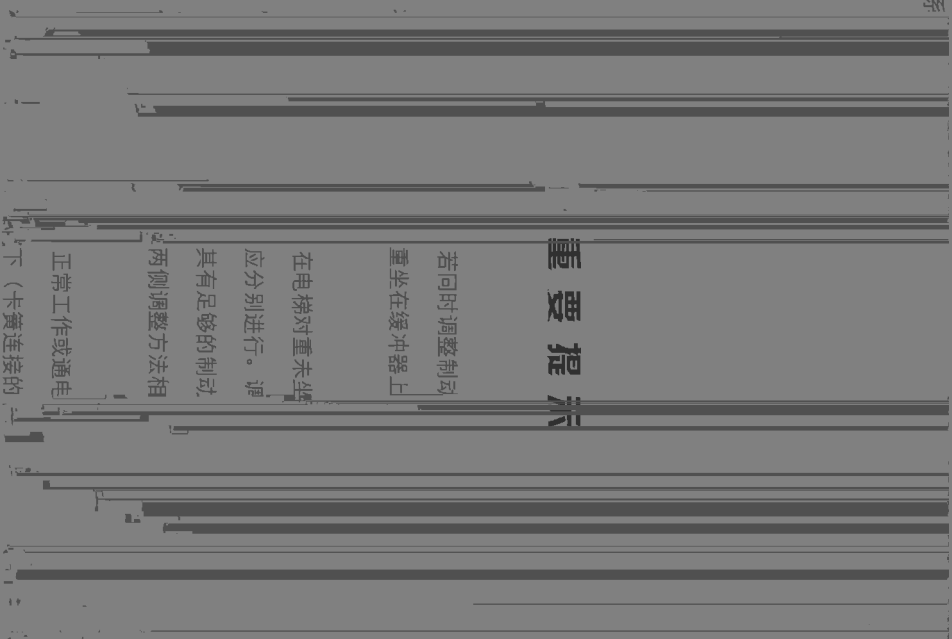 系
重要提示
若同时调整制动
重坐在缓冲器上
在电梯对重未坐
应分别进行。调
其有足够的制动
两侧调整方法相
正常工作或通电
下（卡簧连接的